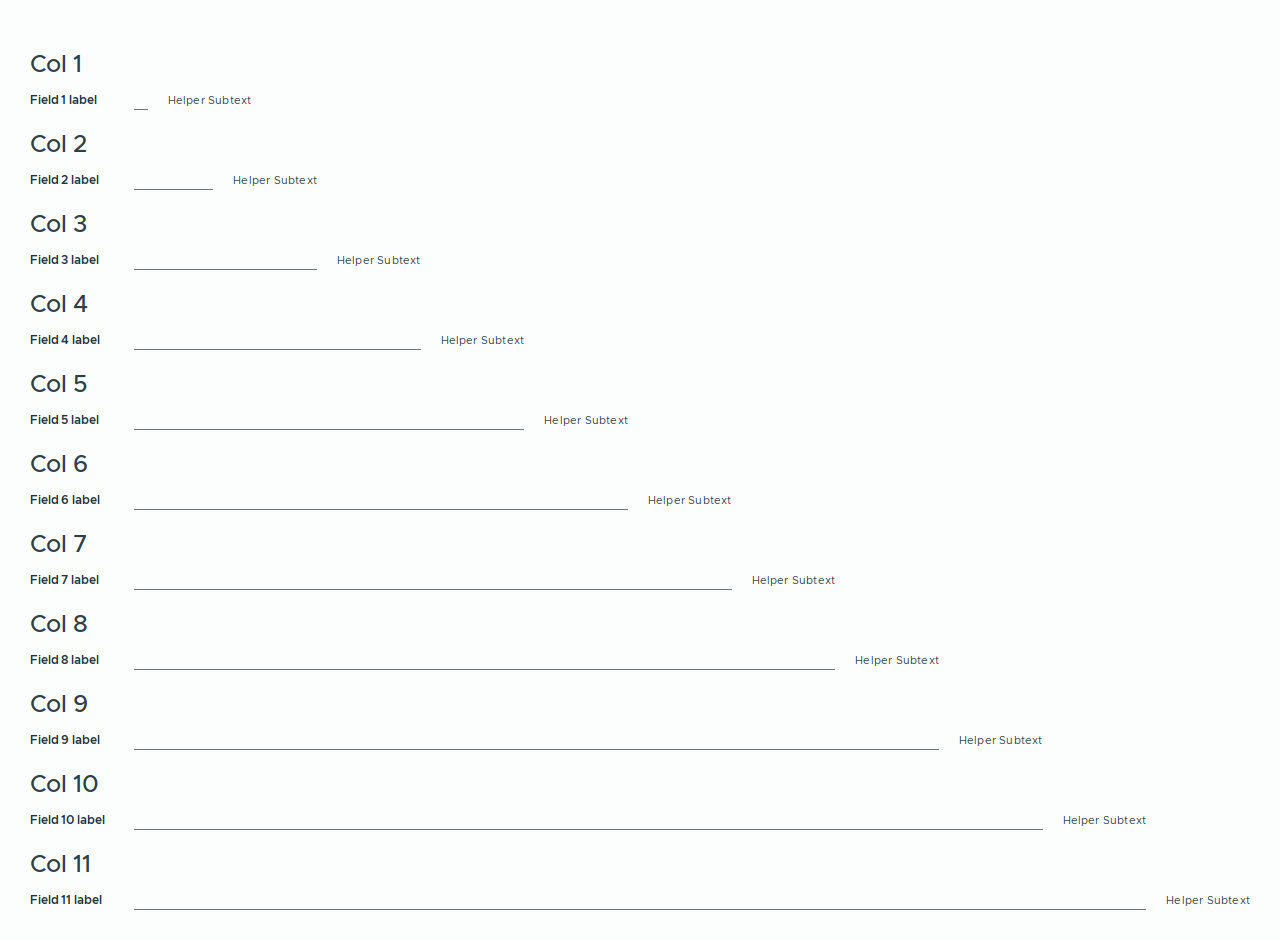 Col 1
Field 1 label Helper Subtext
Col 2
Field 2 label Helper Subtext
Col 3
Field 3 label Helper Subtext
Col 4
Field 4 label Helper Subtext
Col 5
Field 5 label Helper Subtext
Col 6
Field 6 label Helper Subtext
Col 7
Field 7 label Helper Subtext
Col 8
Field 8 label Helper Subtext
Col 9
Field 9 label Helper Subtext
Col 10
Field 10 label Helper Subtext
Col 11
Field 11 label Helper Subtext